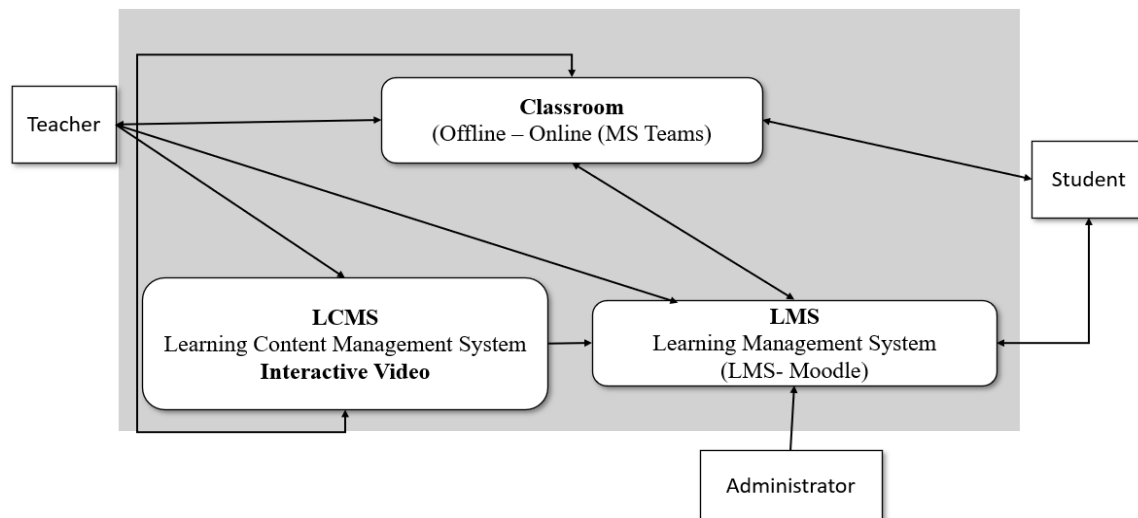 Teacher
Classroom
(Offline – Online (MS Teams)
Student
LCMS
Learning Content Management System
Interactive Video
LMS
Learning Management System
(LMS- Moodle)
Administrator